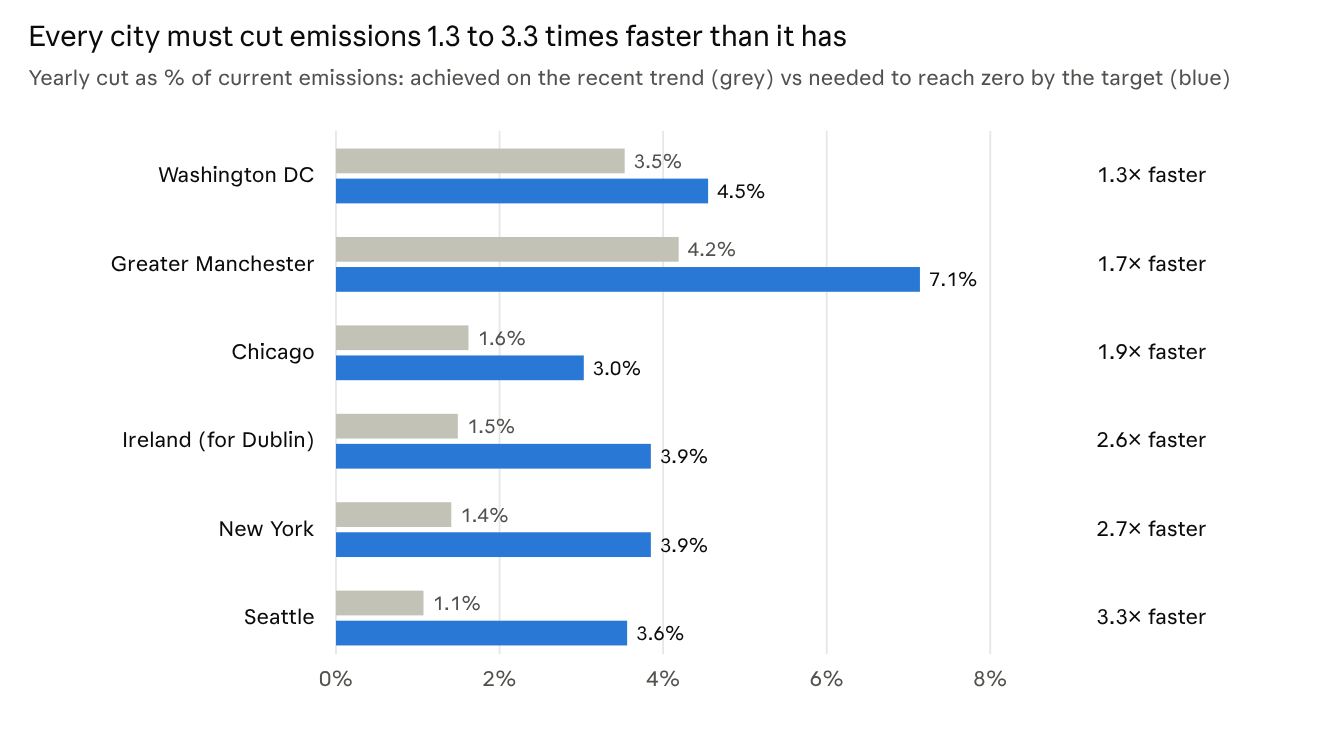 Every city must cut emissions 1.3 to 3.3 times faster than it has
Yearly cut as % of current emissions: achieved on the recent trend (grey) vs needed to reach zero by the target (blue)
Washington DC
3.5%
4.5%
1.3× faster
Greater Manchester
4.2%
7.1%
1.7× faster
Chicago
1.6%
3.0%
1.9× faster
Ireland (for Dublin)
1.5%
3.9%
2.6× faster
New York
1.4%
3.9%
2.7× faster
Seattle
1.1%
3.6%
3.3× faster
0% 2% 4% 6% 8%